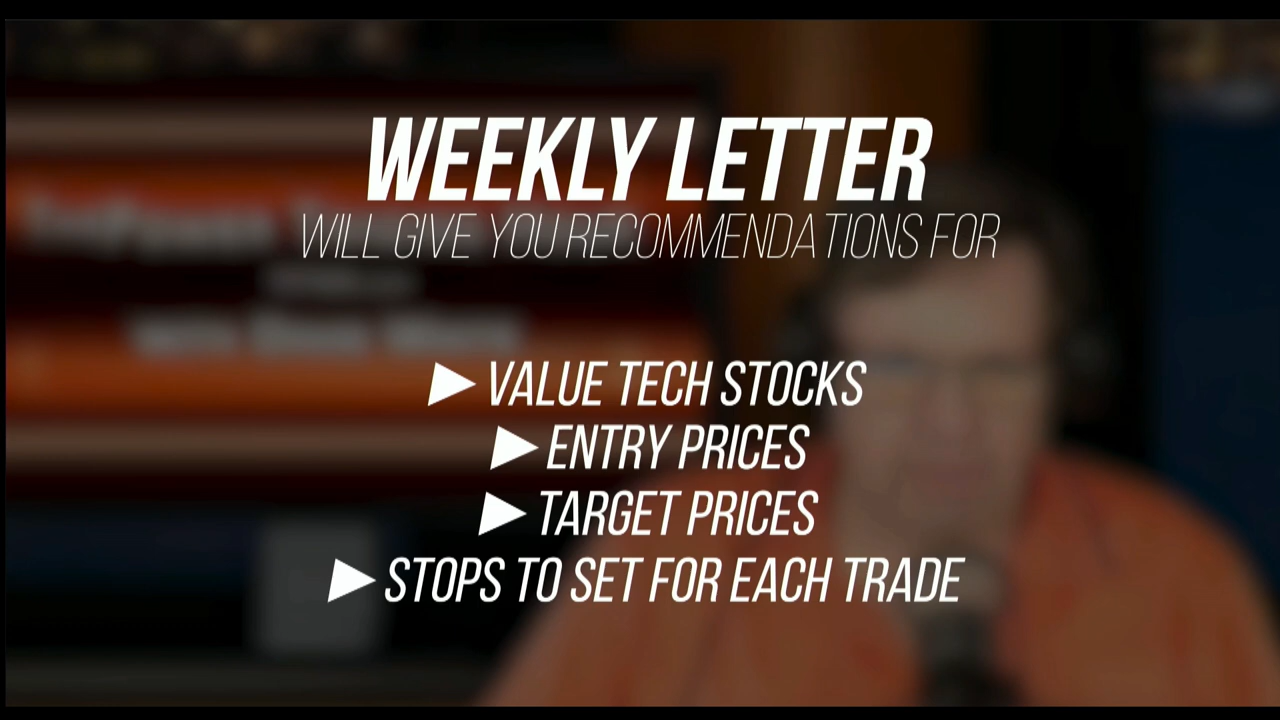 WEEKLY LETTER
WILL GIVE YOU RECOMMENDATIONS FOR
▶ VALUE TECH STOCKS
▶ ENTRY PRICES
▶ TARGET PRICES
▶ STOPS TO SET FOR EACH TRADE